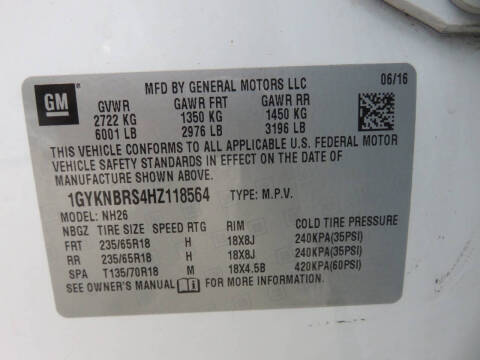 GM
MFD BY GENERAL MOTORS LLC 06/16
GVWR GAWR FRT GAWR RR
2722 KG 1350 KG 1450 KG
6001 LB 2976 LB 3196 LB
THIS VEHICLE CONFORMS TO ALL APPLICABLE U.S. FEDERAL MOTOR
VEHICLE SAFETY STANDARDS IN EFFECT ON THE DATE OF
MANUFACTURE SHOWN ABOVE.
1GYKNBRS4HZ118564 TYPE: M.P.V.
MODEL: NH26
NBGZ TIRE SIZE SPEED RTG RIM COLD TIRE PRESSURE
FRT 235/65R18 H 18X8J 240KPA(35PSI)
RR 235/65R18 H 18X8J 240KPA(35PSI)
SPA T135/70R18 M 18X4.5B 420KPA(60PSI)
SEE OWNER'S MANUAL FOR MORE INFORMATION.